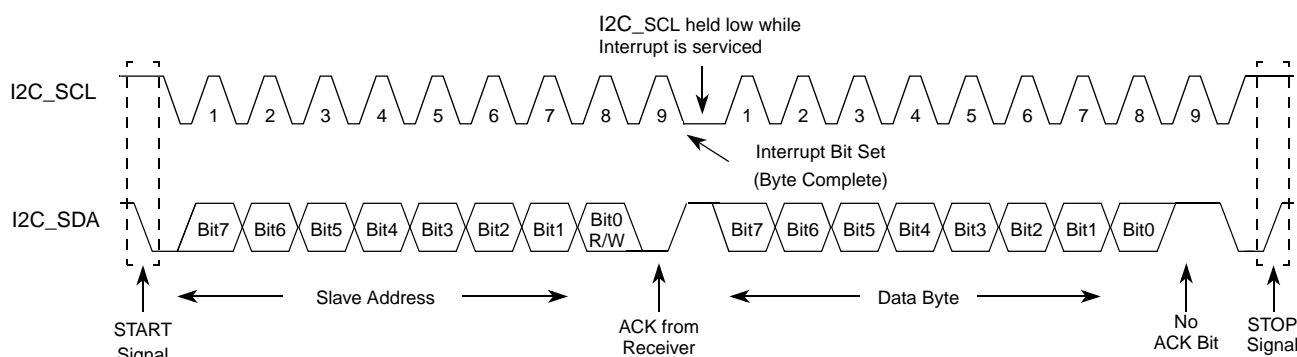 I2C_SCL held low while
Interrupt is serviced
I2C_SCL
1 2 3 4 5 6 7 8 9 1 2 3 4 5 6 7 8 9
Interrupt Bit Set
(Byte Complete)
I2C_SDA
Bit7 Bit6 Bit5 Bit4 Bit3 Bit2 Bit1 Bit0 R/W Bit7 Bit6 Bit5 Bit4 Bit3 Bit2 Bit1 Bit0
Slave Address
Data Byte
START
Signal
ACK from
Receiver
No
ACK Bit
STOP
Signal